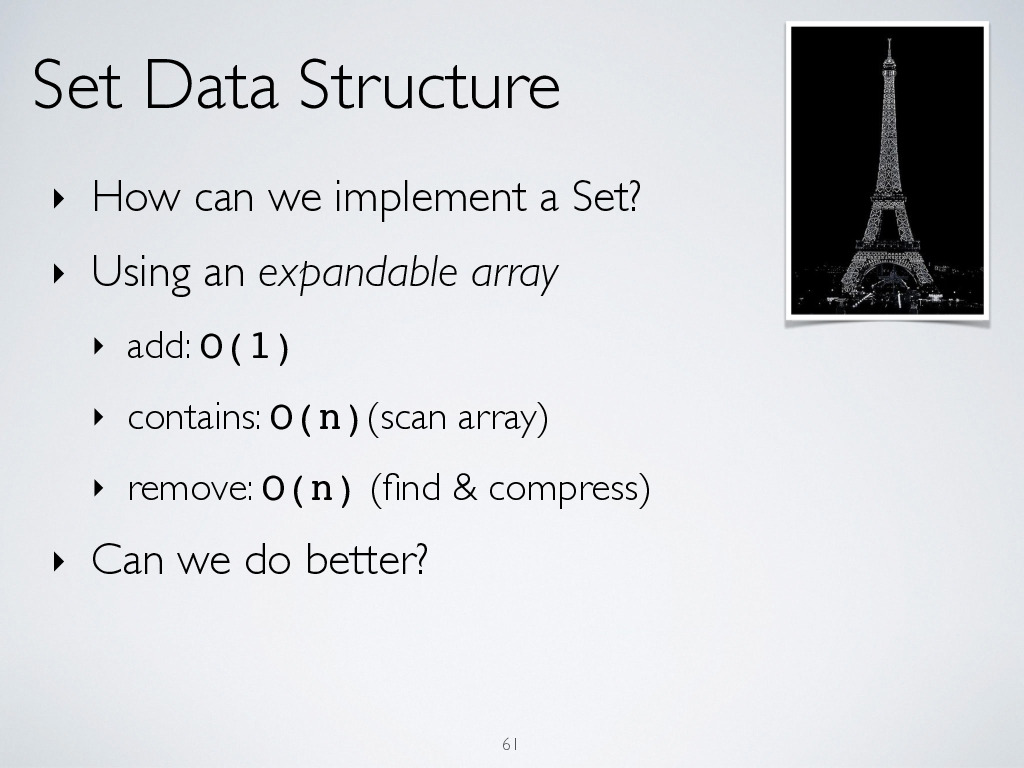 Set Data Structure
‣ How can we implement a Set?
‣ Using an expandable array
‣ add: O(1)
‣ contains: O(n)(scan array)
‣ remove: O(n) (find & compress)
‣ Can we do better?
61